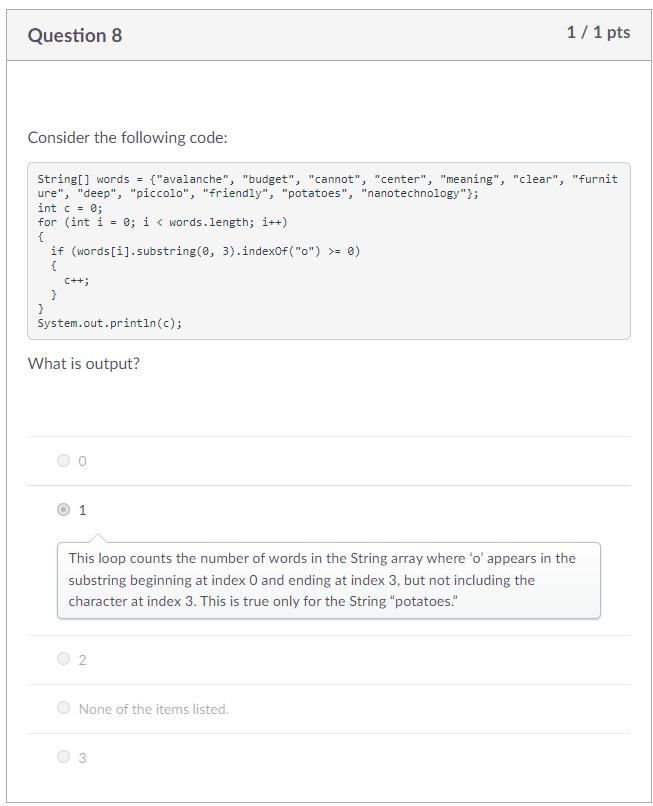 Question 8
1 / 1 pts
Consider the following code:
String[] words = {"avalanche", "budget", "cannot", "center", "meaning", "clear", "furnit
ure", "deep", "piccolo", "friendly", "potatoes", "nanotechnology"};
int c = 0;
for (int i = 0; i < words.length; i++)
{
  if (words[i].substring(0, 3).indexOf("o") >= 0)
  {
    c++;
  }
}
System.out.println(c);
What is output?
0
1
This loop counts the number of words in the String array where ‘o’ appears in the
substring beginning at index 0 and ending at index 3, but not including the
character at index 3. This is true only for the String “potatoes.”
2
None of the items listed.
3